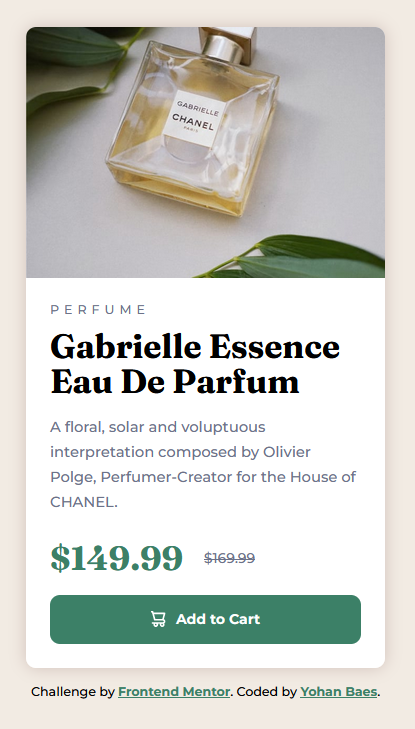 GABRIELLE
CHANEL
PARIS
PERFUME
Gabrielle Essence
Eau De Parfum
A floral, solar and voluptuous
interpretation composed by Olivier
Polge, Perfumer-Creator for the House of
CHANEL.
$149.99 $169.99
Add to Cart
Challenge by Frontend Mentor. Coded by Yohan Baes.